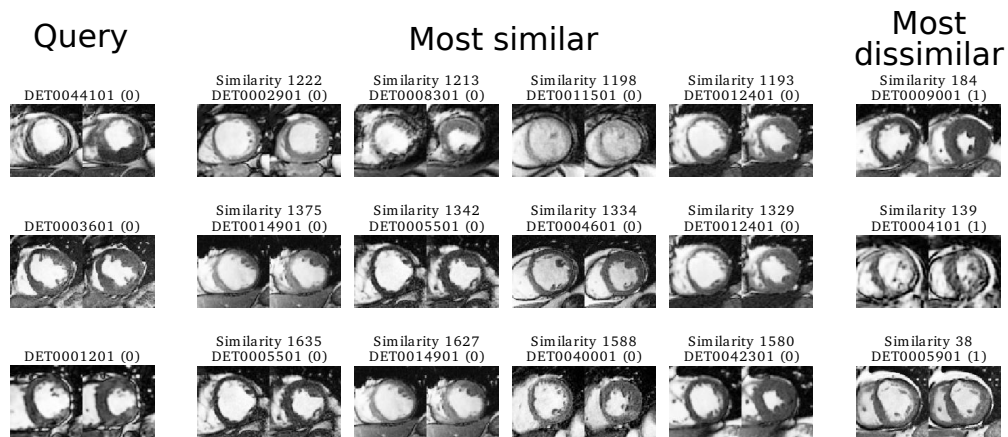 Query
Most similar
Most
dissimilar
DET0044101 (0)
Similarity 1222
DET0002901 (0)
Similarity 1213
DET0008301 (0)
Similarity 1198
DET0011501 (0)
Similarity 1193
DET0012401 (0)
Similarity 184
DET0009001 (1)
DET0003601 (0)
Similarity 1375
DET0014901 (0)
Similarity 1342
DET0005501 (0)
Similarity 1334
DET0004601 (0)
Similarity 1329
DET0012401 (0)
Similarity 139
DET0004101 (1)
DET0001201 (0)
Similarity 1635
DET0005501 (0)
Similarity 1627
DET0014901 (0)
Similarity 1588
DET0040001 (0)
Similarity 1580
DET0042301 (0)
Similarity 38
DET0005901 (1)